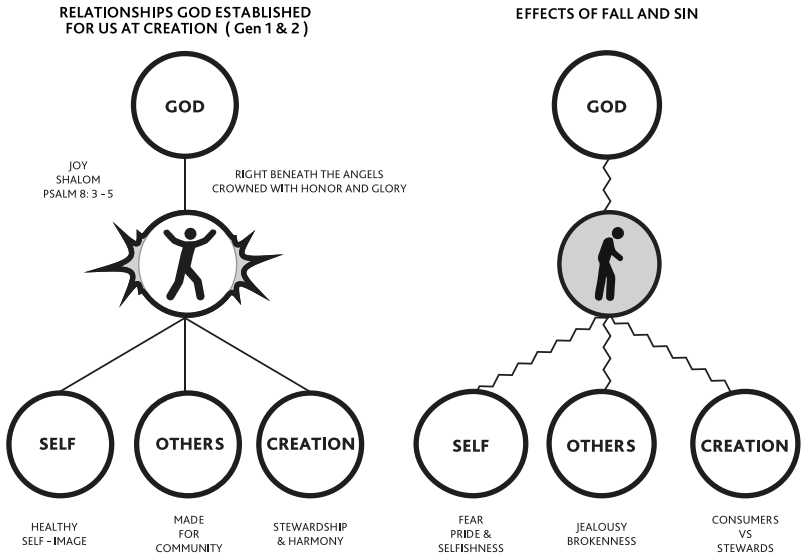 RELATIONSHIPS GOD ESTABLISHED
FOR US AT CREATION ( Gen 1 & 2 )
GOD
JOY
SHALOM
PSALM 8: 3 – 5
RIGHT BENEATH THE ANGELS
CROWNED WITH HONOR AND GLORY
SELF
OTHERS
CREATION
HEALTHY
SELF – IMAGE
MADE
FOR
COMMUNITY
STEWARDSHIP
& HARMONY
EFFECTS OF FALL AND SIN
GOD
SELF
OTHERS
CREATION
FEAR
PRIDE &
SELFISHNESS
JEALOUSY
BROKENNESS
CONSUMERS
VS
STEWARDS